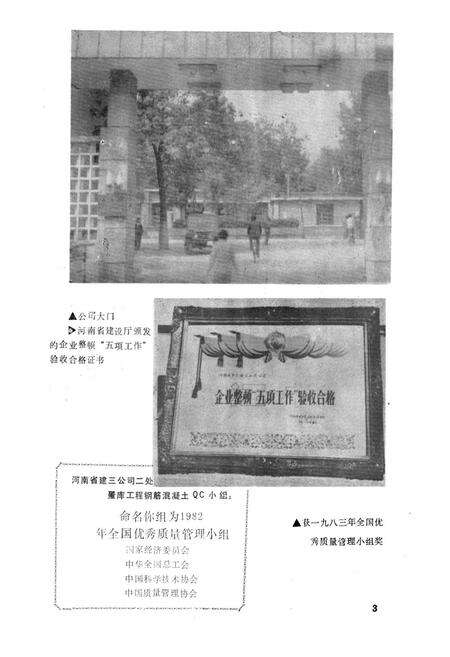 ▲公司大门
▶河南省建设厅颁发
的企业整顿“五项工作”
验收合格证书
企业整顿“五项工作”验收合格
河南省建三公司二处
屋库工程钢筋混凝土QC小组。
命名你组为1982
年全国优秀质量管理小组
国家经济委员会
中华全国总工会
中国科学技术协会
中国质量管理协会
▲获一九八三年全国优
秀质量管理小组奖
3